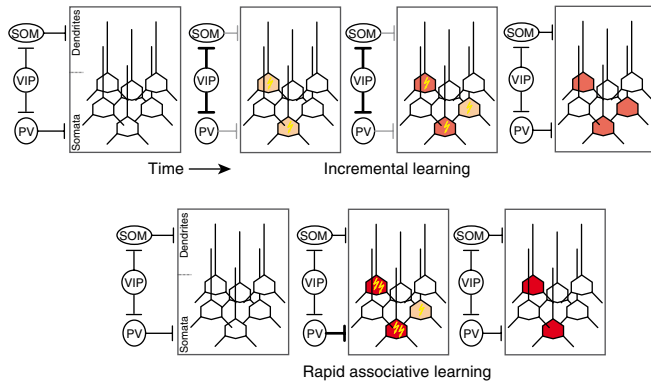 SOM
VIP
PV
Dendrites
Somata
SOM
VIP
PV
SOM
VIP
PV
SOM
VIP
PV
Time
Incremental learning
SOM
VIP
PV
Dendrites
Somata
SOM
VIP
PV
SOM
VIP
PV
Rapid associative learning